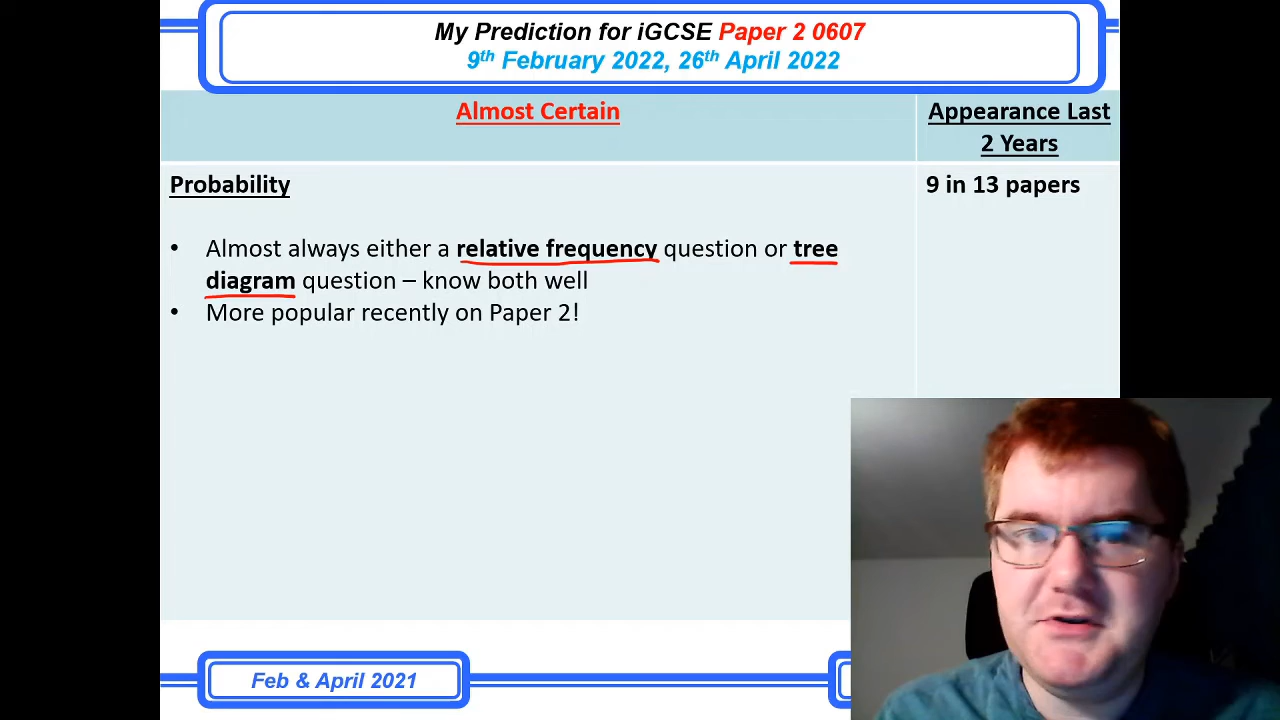 My Prediction for iGCSE Paper 2 0607
9th February 2022, 26th April 2022
Almost Certain
Appearance Last
2 Years
Probability
9 in 13 papers
• Almost always either a relative frequency question or tree
diagram question – know both well
• More popular recently on Paper 2!
Feb & April 2021